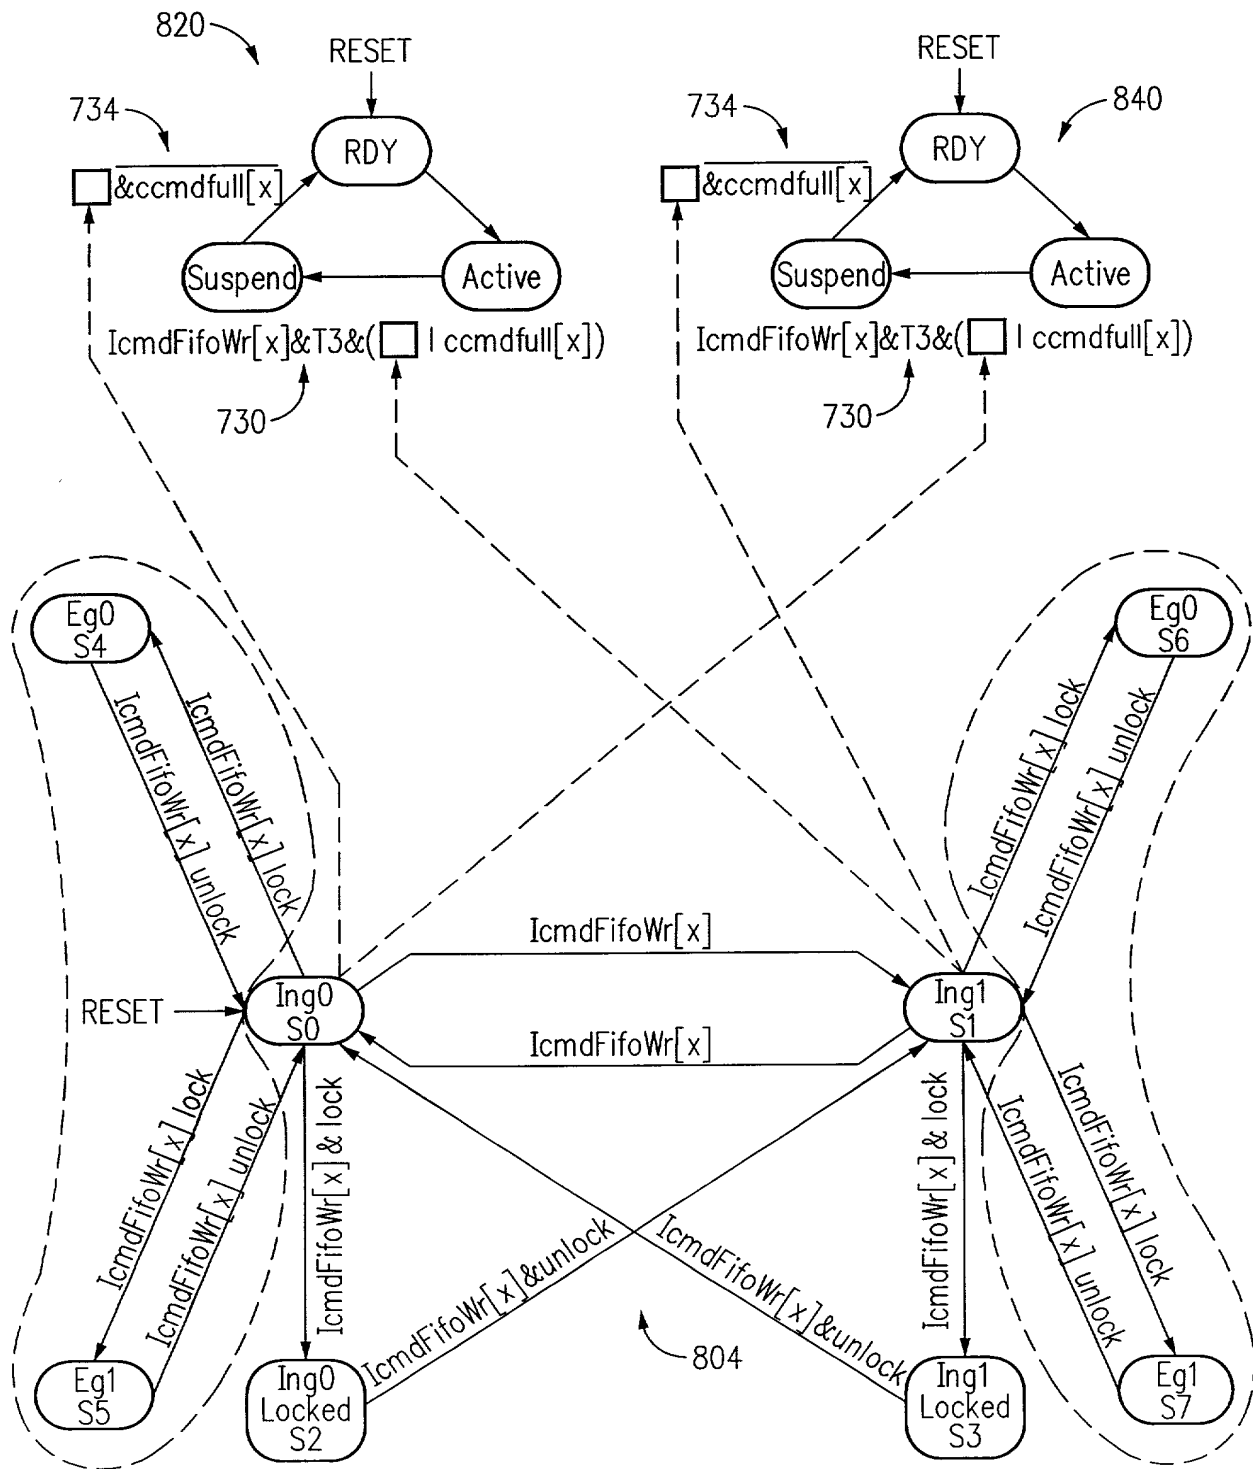 820
RESET
734
RDY
□&ccmdfull[x]
Suspend
Active
IcmdFifoWr[x]&T3&(□ | ccmdfull[x])
730
RESET
734
840
RDY
□&ccmdfull[x]
Suspend
Active
IcmdFifoWr[x]&T3&(□ | ccmdfull[x])
730
Eg0
S4
Eg0
S6
IcmdFifoWr[x] unlock
IcmdFifoWr[x] lock
IcmdFifoWr[x] lock
IcmdFifoWr[x] unlock
IcmdFifoWr[x]
RESET
Ing0
S0
Ing1
S1
IcmdFifoWr[x]
IcmdFifoWr[x] lock
IcmdFifoWr[x] unlock
IcmdFifoWr[x] & lock
IcmdFifoWr[x]&unlock
IcmdFifoWr[x]&unlock
IcmdFifoWr[x] & lock
IcmdFifoWr[x] unlock
IcmdFifoWr[x] lock
804
Eg1
S5
Ing0
Locked
S2
Ing1
Locked
S3
Eg1
S7